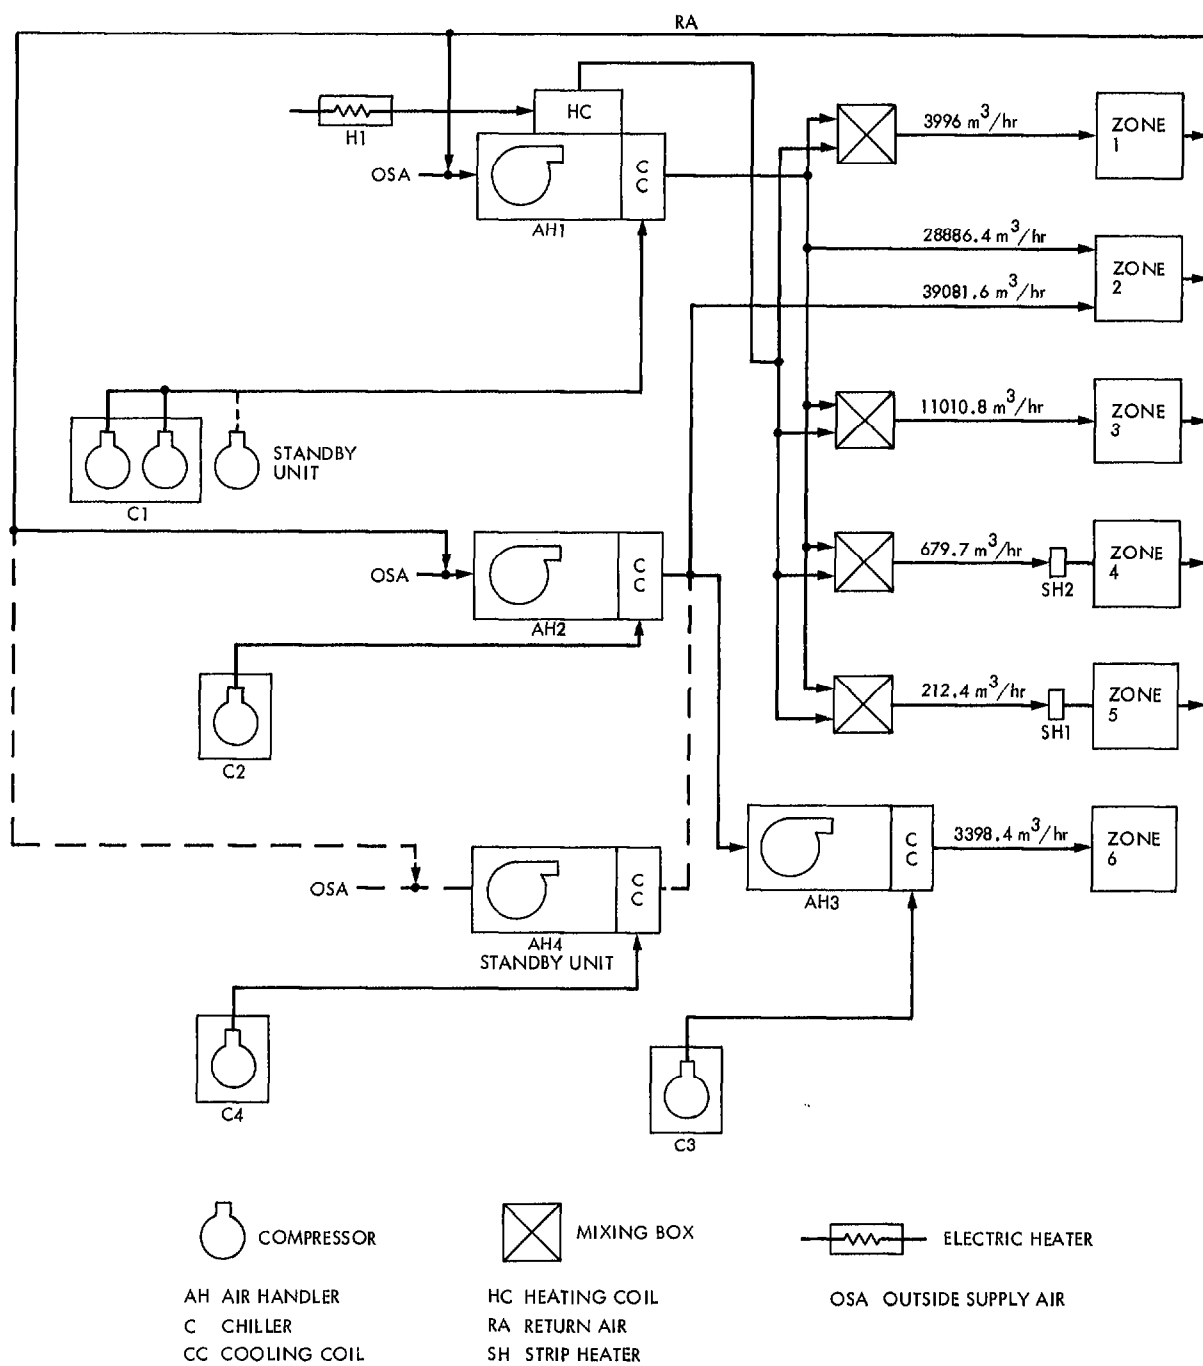 RA
HC
H1
OSA
C
C
AH1
3996 m³/hr
ZONE
1
28886.4 m³/hr
39081.6 m³/hr
ZONE
2
STANDBY
UNIT
C1
11010.8 m³/hr
ZONE
3
OSA
C
C
AH2
679.7 m³/hr
SH2
ZONE
4
C2
212.4 m³/hr
SH1
ZONE
5
OSA
C
C
AH4
STANDBY UNIT
C
C
AH3
3398.4 m³/hr
ZONE
6
C4
C3
COMPRESSOR
MIXING BOX
ELECTRIC HEATER
AH AIR HANDLER
HC HEATING COIL
OSA OUTSIDE SUPPLY AIR
C CHILLER
RA RETURN AIR
CC COOLING COIL
SH STRIP HEATER